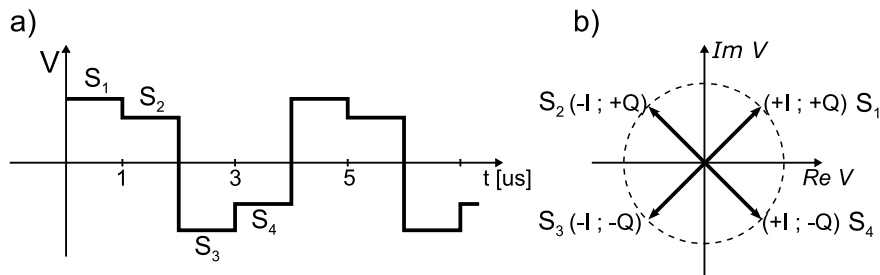 a)
V
S₁
S₂
1
3
5
t [us]
S₃
S₄
b)
Im V
S₂ (-I ; +Q)
(+I ; +Q) S₁
Re V
S₃ (-I ; -Q)
(+I ; -Q) S₄